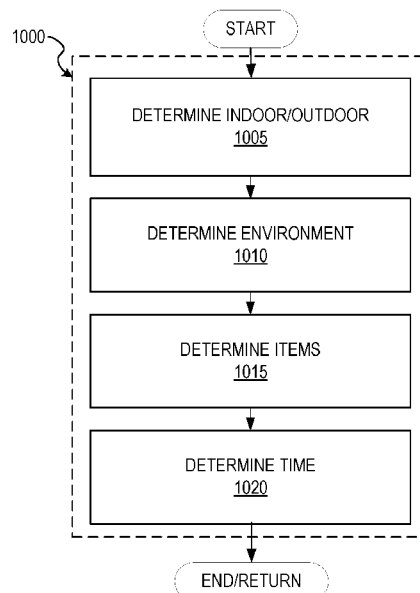 START
1000
DETERMINE INDOOR/OUTDOOR
1005
DETERMINE ENVIRONMENT
1010
DETERMINE ITEMS
1015
DETERMINE TIME
1020
END/RETURN